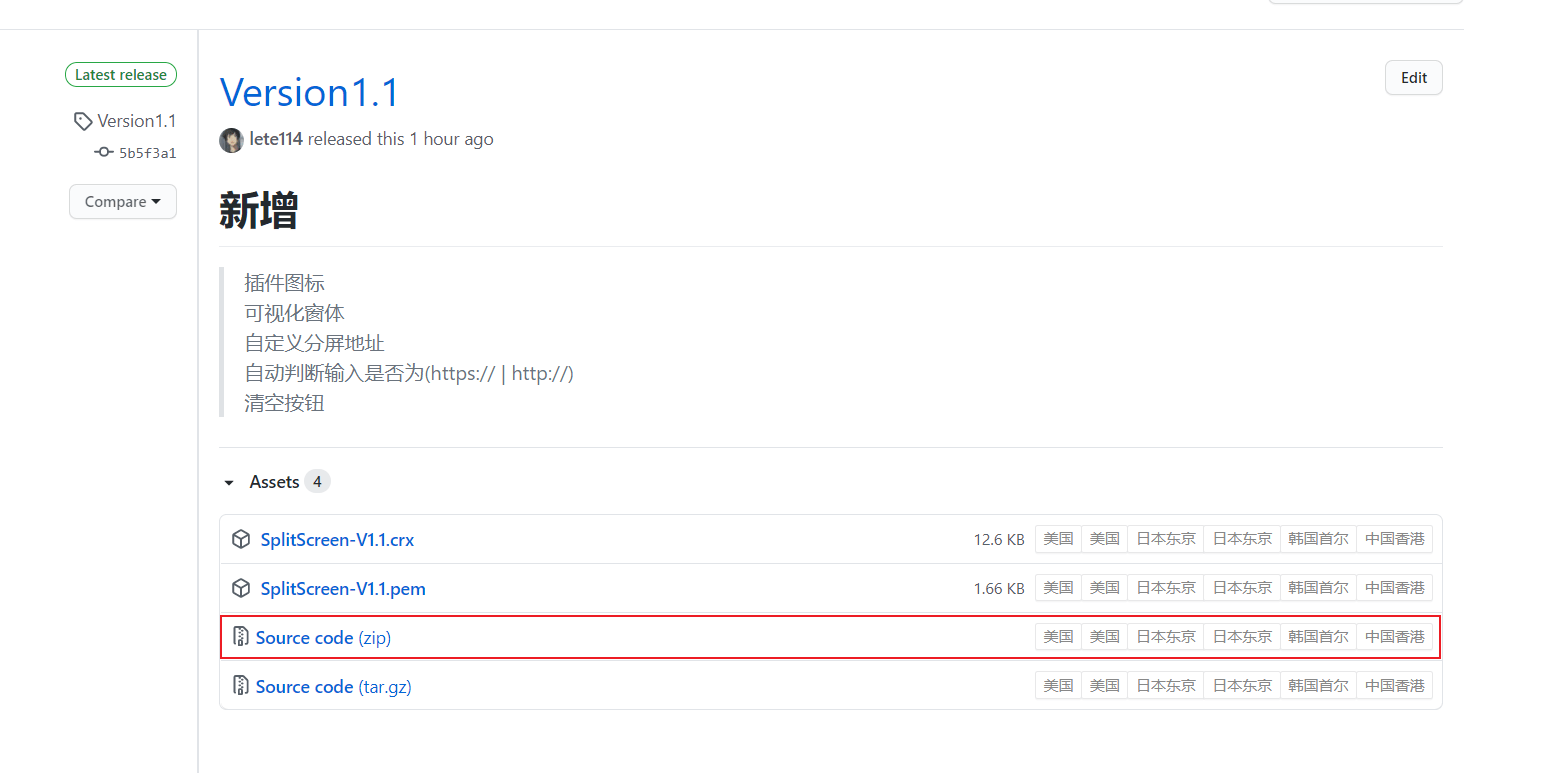 Latest release
Version1.1
5b5f3a1
Compare
Version1.1
Edit
lete114 released this 1 hour ago
新增
插件图标
可视化窗体
自定义分屏地址
自动判断输入是否为(https:// | http://)
清空按钮
Assets 4
SplitScreen-V1.1.crx 12.6 KB 美国 美国 日本东京 日本东京 韩国首尔 中国香港
SplitScreen-V1.1.pem 1.66 KB 美国 美国 日本东京 日本东京 韩国首尔 中国香港
Source code (zip) 美国 美国 日本东京 日本东京 韩国首尔 中国香港
Source code (tar.gz) 美国 美国 日本东京 日本东京 韩国首尔 中国香港